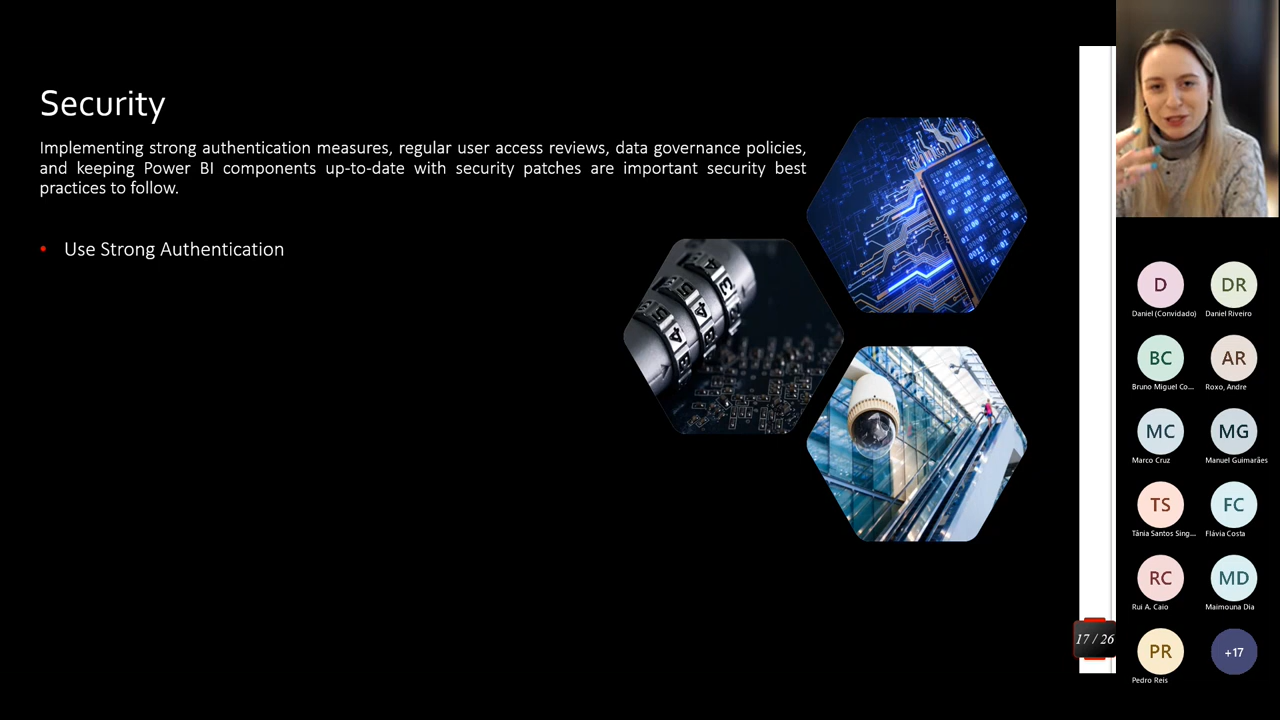 Security
Implementing strong authentication measures, regular user access reviews, data governance policies,
and keeping Power BI components up-to-date with security patches are important security best
practices to follow.
• Use Strong Authentication
17 / 26
D
DR
Daniel (Convidado)
Daniel Riveiro
BC
AR
Bruno Miguel Co...
Roxo, Andre
MC
MG
Marco Cruz
Manuel Guimarães
TS
FC
Tânia Santos Sing...
Flávia Costa
RC
MD
Rui A. Caio
Maimouna Dia
PR
+17
Pedro Reis